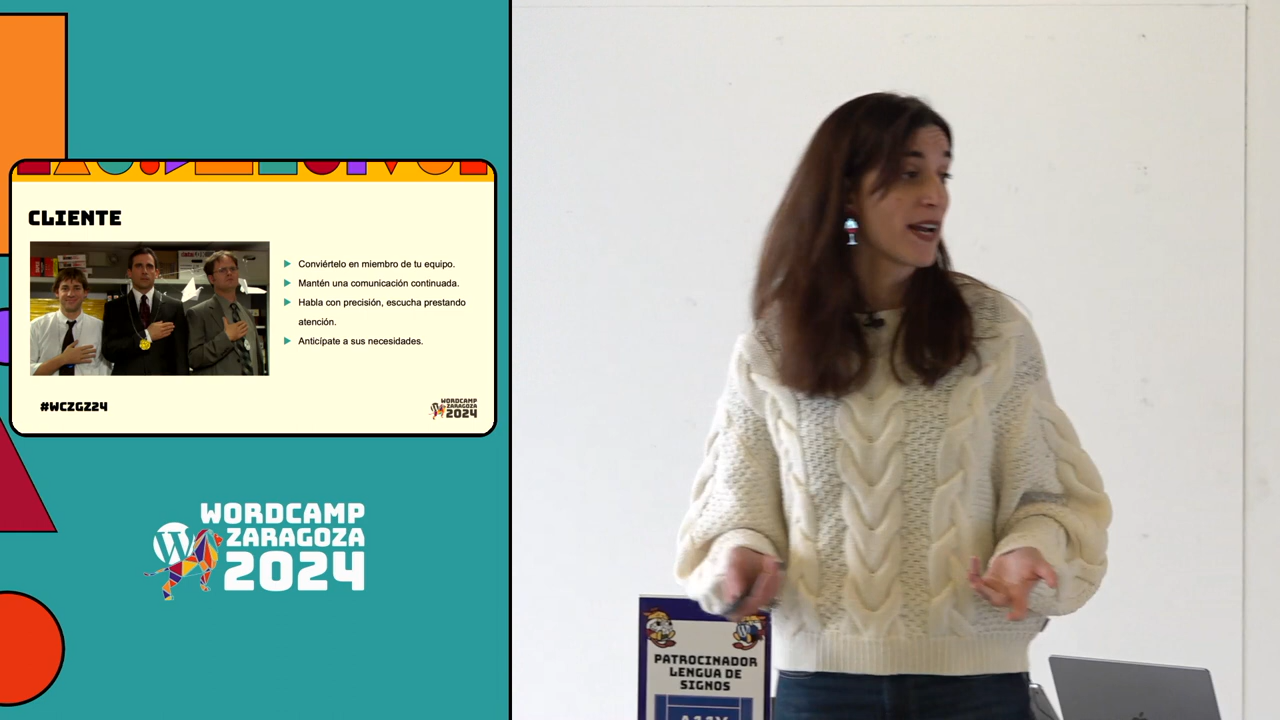 CLIENTE
Conviértelo en miembro de tu equipo.
Mantén una comunicación continuada.
Habla con precisión, escucha prestando
atención.
Anticípate a sus necesidades.
#WCZGZ24
WORDCAMP
ZARAGOZA
2024
WORDCAMP
ZARAGOZA
2024
PATROCINADOR
LENGUA DE
SIGNOS